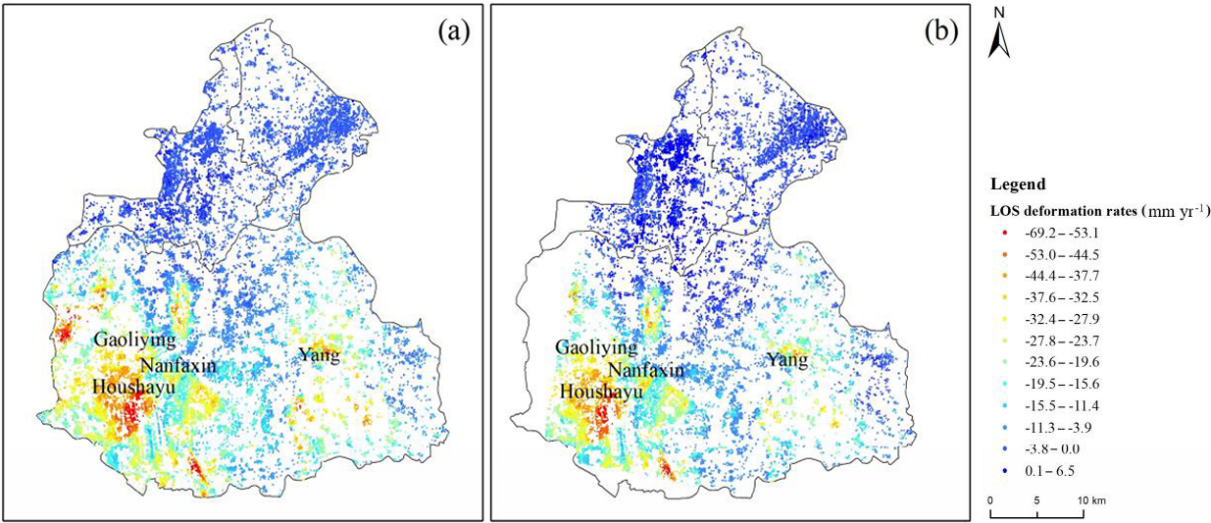 (a)
Gaoliying
Nanfaxin
Yang
Houshayu
(b)
Gaoliying
Nanfaxin
Yang
Houshayu
N
Legend
LOS deformation rates (mm yr⁻¹)
-69.2 – -53.1
-53.0 – -44.5
-44.4 – -37.7
-37.6 – -32.5
-32.4 – -27.9
-27.8 – -23.7
-23.6 – -19.6
-19.5 – -15.6
-15.5 – -11.4
-11.3 – -3.9
-3.8 – 0.0
0.1 – 6.5
0 5 10 km